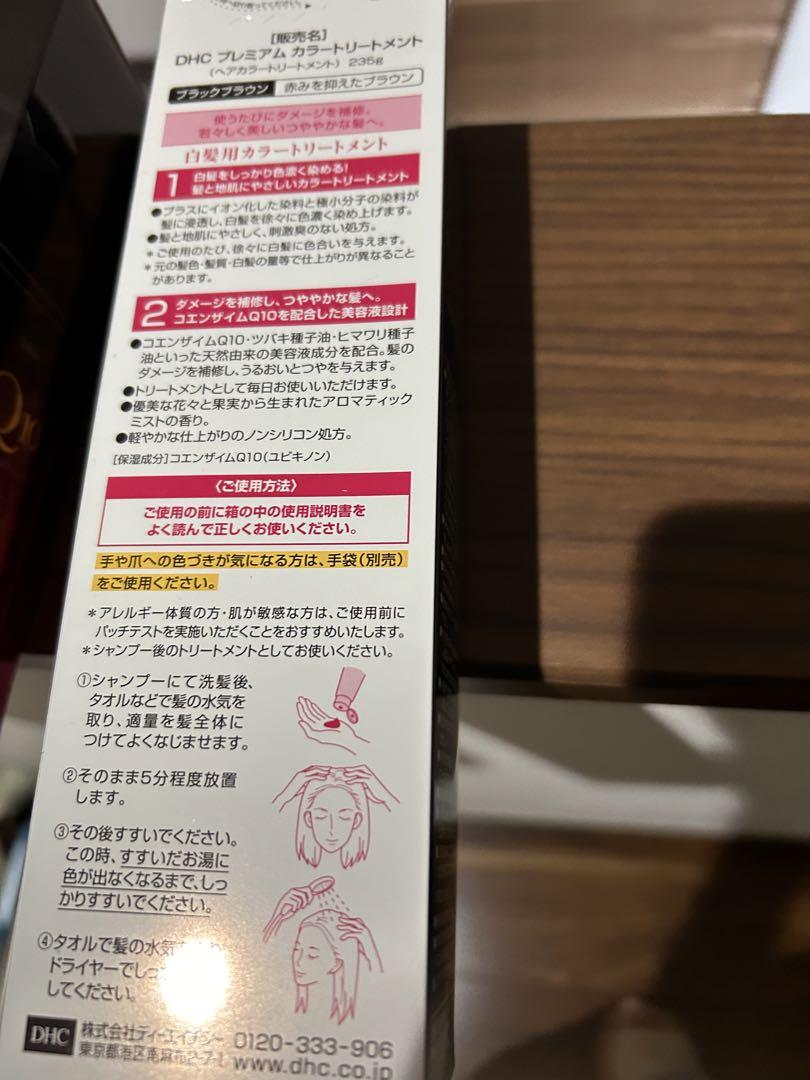 [販売名]
DHC プレミアム カラートリートメント
(ヘアカラートリートメント) 235g
ブラックブラウン 赤みを抑えたブラウン
使うたびにダメージを補修。
若々しく美しいつややかな髪へ。
白髪用カラートリートメント
1 白髪をしっかり色濃く染める!
髪と地肌にやさしいカラートリートメント
●プラスにイオン化した染料と極小分子の染料が
髪に浸透し、白髪を徐々に色濃く染め上げます。
●髪と地肌にやさしく、刺激臭のない処方。
＊ご使用のたび、徐々に白髪に色合いを与えます。
＊元の髪色・髪質・白髪の量等で仕上がりが異なること
があります。
2 ダメージを補修し、つややかな髪へ。
コエンザイムQ10を配合した美容液設計
●コエンザイムQ10・ツバキ種子油・ヒマワリ種子
油といった天然由来の美容液成分を配合。髪の
ダメージを補修し、うるおいとつやを与えます。
●トリートメントとして毎日お使いいただけます。
●優美な花々と果実から生まれたアロマティック
ミストの香り。
●軽やかな仕上がりのノンシリコン処方。
[保湿成分]コエンザイムQ10(ユビキノン)
〈ご使用方法〉
ご使用の前に箱の中の使用説明書を
よく読んで正しくお使いください。
手や爪への色づきが気になる方は、手袋(別売)
をご使用ください。
＊アレルギー体質の方・肌が敏感な方は、ご使用前に
パッチテストを実施いただくことをおすすめいたします。
＊シャンプー後のトリートメントとしてお使いください。
①シャンプーにて洗髪後、
タオルなどで髪の水気を
取り、適量を髪全体に
つけてよくなじませます。
②そのまま5分程度放置
します。
③その後すすいでください。
この時、すすいだお湯に
色が出なくなるまで、しっ
かりすすいでください。
④タオルで髪の水気
ドライヤーでしっ
してください。
DHC 株式会社ディーエイチシー 0120-333-906
東京都港区南麻布2-7-1 www.dhc.co.jp
Q10